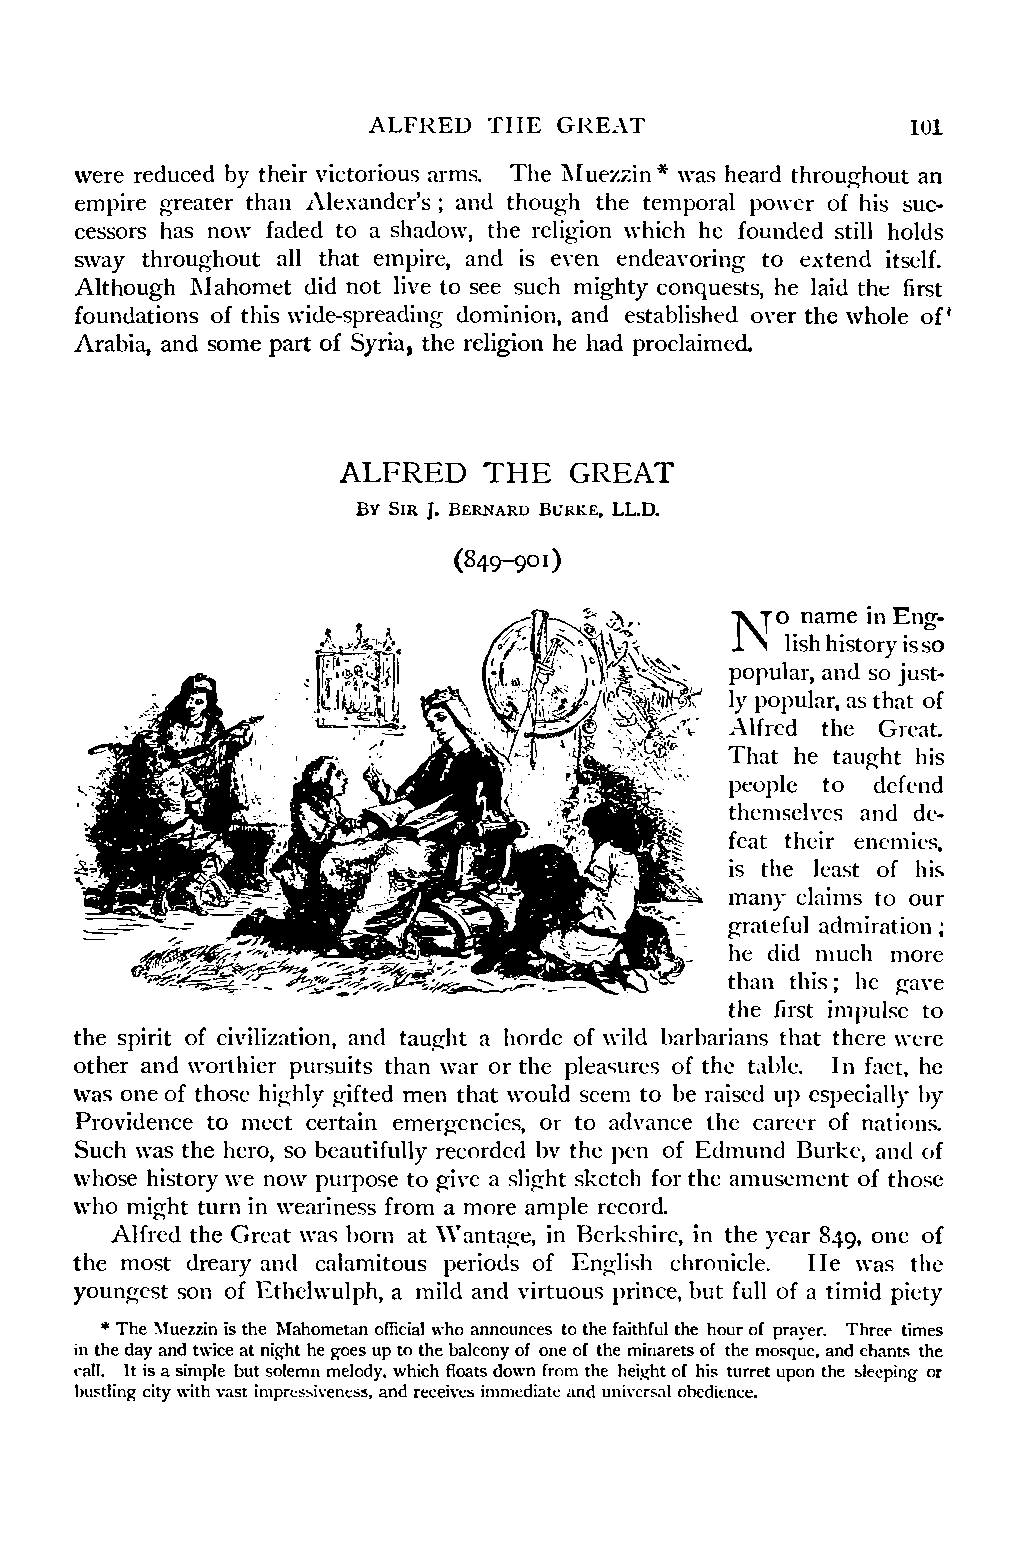 ALFRED THE GREAT 101
were reduced by their victorious arms. The Muezzin* was heard throughout an
empire greater than Alexander's; and though the temporal power of his suc-
cessors has now faded to a shadow, the religion which he founded still holds
sway throughout all that empire, and is even endeavoring to extend itself.
Although Mahomet did not live to see such mighty conquests, he laid the first
foundations of this wide-spreading dominion, and established over the whole of
Arabia, and some part of Syria, the religion he had proclaimed.
ALFRED THE GREAT
BY SIR J. BERNARD BURKE, LL.D.
(849–901)
NO name in Eng-
lish history is so
popular, and so just-
ly popular, as that of
Alfred the Great.
That he taught his
people to defend
themselves and de-
feat their enemies,
is the least of his
many claims to our
grateful admiration;
he did much more
than this; he gave
the first impulse to
the spirit of civilization, and taught a horde of wild barbarians that there were
other and worthier pursuits than war or the pleasures of the table. In fact, he
was one of those highly gifted men that would seem to be raised up especially by
Providence to meet certain emergencies, or to advance the career of nations.
Such was the hero, so beautifully recorded by the pen of Edmund Burke, and of
whose history we now purpose to give a slight sketch for the amusement of those
who might turn in weariness from a more ample record.
Alfred the Great was born at Wantage, in Berkshire, in the year 849, one of
the most dreary and calamitous periods of English chronicle. He was the
youngest son of Ethelwulph, a mild and virtuous prince, but full of a timid piety
* The Muezzin is the Mahometan official who announces to the faithful the hour of prayer. Three times
in the day and twice at night he goes up to the balcony of one of the minarets of the mosque, and chants the
call. It is a simple but solemn melody, which floats down from the height of his turret upon the sleeping or
bustling city with vast impressiveness, and receives immediate and universal obedience.